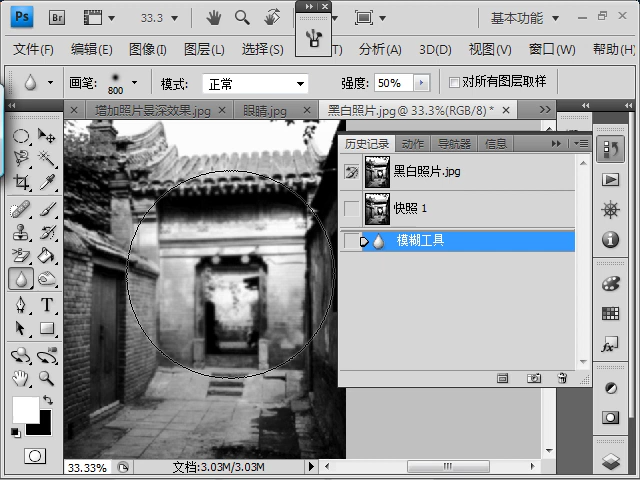 Ps Br 33.3 基本功能
文件(F) 编辑(E) 图像(I) 图层(L) 选择(S) T) 分析(A) 3D(D) 视图(V) 窗口(W) 帮助(H)
画笔: 800 模式: 正常 强度: 50% 对所有图层取样
增加照片景深效果.jpg 眼睛.jpg 黑白照片.jpg @ 33.3%(RGB/8) *
历史记录 动作 导航器 信息
黑白照片.jpg
快照 1
模糊工具
T
fx
33.33% 文档:3.03M/3.03M